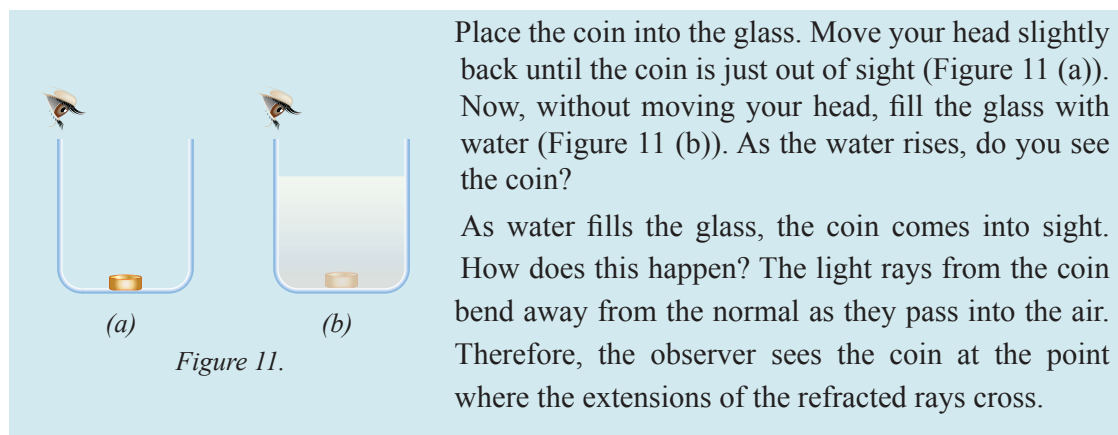 Place the coin into the glass. Move your head slightly
back until the coin is just out of sight (Figure 11 (a)).
Now, without moving your head, fill the glass with
water (Figure 11 (b)). As the water rises, do you see
the coin?
As water fills the glass, the coin comes into sight.
How does this happen? The light rays from the coin
bend away from the normal as they pass into the air.
Therefore, the observer sees the coin at the point
where the extensions of the refracted rays cross.
(a)
(b)
Figure 11.